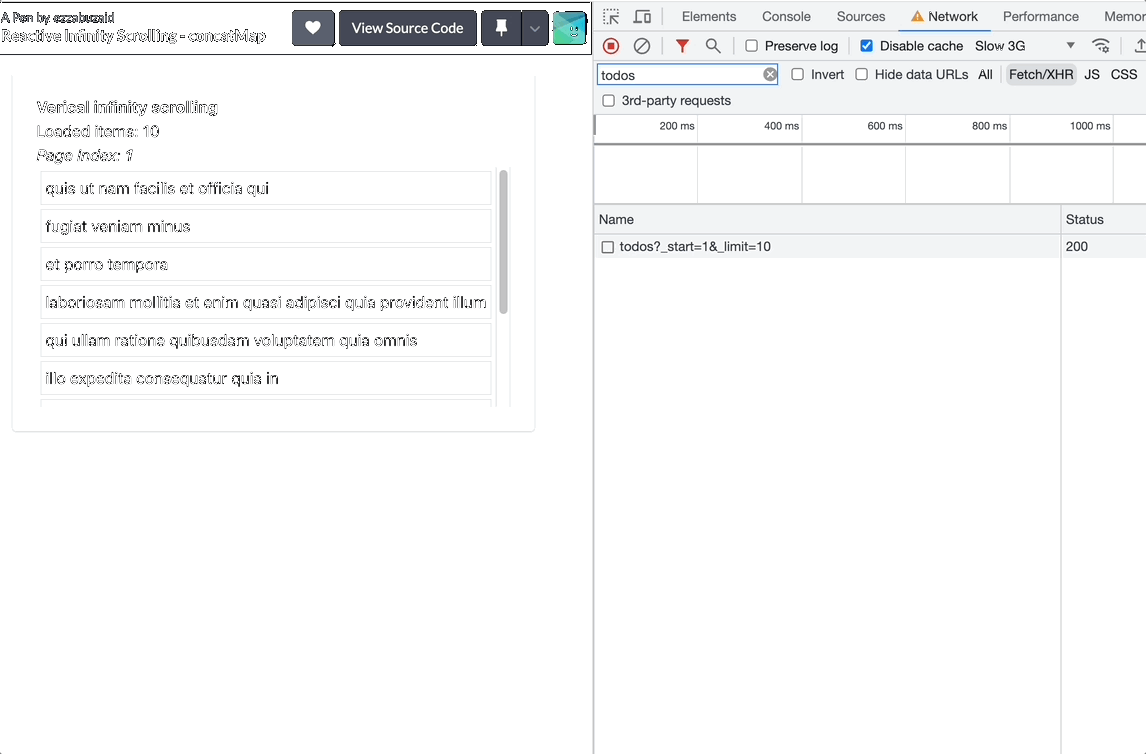 A Pen by ezzabuzaid
Reactive Infinity Scrolling - concatMap
View Source Code
Verical infinity scrolling
Loaded items: 10
Page Index: 1
quis ut nam facilis et officia qui
fugiat veniam minus
et porro tempora
laboriosam mollitia et enim quasi adipisci quia provident illum
qui ullam ratione quibusdam voluptatem quia omnis
illo expedita consequatur quia in
Elements Console Sources Network Performance Memor
Preserve log Disable cache Slow 3G
todos Invert Hide data URLs All Fetch/XHR JS CSS
3rd-party requests
200 ms 400 ms 600 ms 800 ms 1000 ms
Name Status
todos?_start=1&_limit=10 200